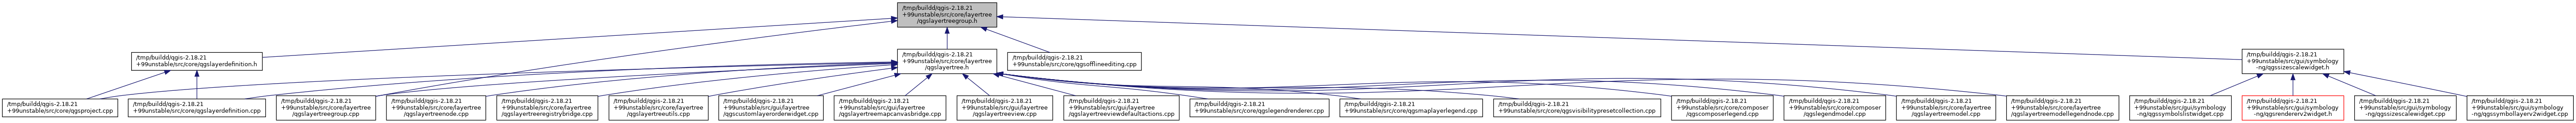 /tmp/buildd/qgis-2.18.21
+99unstable/src/core/layertree
/qgslayertreegroup.h
/tmp/buildd/qgis-2.18.21
+99unstable/src/core/qgslayerdefinition.h
/tmp/buildd/qgis-2.18.21
+99unstable/src/core/layertree
/qgslayertree.h
/tmp/buildd/qgis-2.18.21
+99unstable/src/core/qgsofflineediting.cpp
/tmp/buildd/qgis-2.18.21
+99unstable/src/gui/symbology
-ng/qgssizescalewidget.h
/tmp/buildd/qgis-2.18.21
+99unstable/src/core/qgsproject.cpp
/tmp/buildd/qgis-2.18.21
+99unstable/src/core/qgslayerdefinition.cpp
/tmp/buildd/qgis-2.18.21
+99unstable/src/core/layertree
/qgslayertreegroup.cpp
/tmp/buildd/qgis-2.18.21
+99unstable/src/core/layertree
/qgslayertreenode.cpp
/tmp/buildd/qgis-2.18.21
+99unstable/src/core/layertree
/qgslayertreeregistrybridge.cpp
/tmp/buildd/qgis-2.18.21
+99unstable/src/core/layertree
/qgslayertreeutils.cpp
/tmp/buildd/qgis-2.18.21
+99unstable/src/gui/layertree
/qgscustomlayerorderwidget.cpp
/tmp/buildd/qgis-2.18.21
+99unstable/src/gui/layertree
/qgslayertreemapcanvasbridge.cpp
/tmp/buildd/qgis-2.18.21
+99unstable/src/gui/layertree
/qgslayertreeview.cpp
/tmp/buildd/qgis-2.18.21
+99unstable/src/gui/layertree
/qgslayertreeviewdefaultactions.cpp
/tmp/buildd/qgis-2.18.21
+99unstable/src/core/qgslegendrenderer.cpp
/tmp/buildd/qgis-2.18.21
+99unstable/src/core/qgsmaplayerlegend.cpp
/tmp/buildd/qgis-2.18.21
+99unstable/src/core/qgsvisibilitypresetcollection.cpp
/tmp/buildd/qgis-2.18.21
+99unstable/src/core/composer
/qgscomposerlegend.cpp
/tmp/buildd/qgis-2.18.21
+99unstable/src/core/composer
/qgslegendmodel.cpp
/tmp/buildd/qgis-2.18.21
+99unstable/src/core/layertree
/qgslayertreemodel.cpp
/tmp/buildd/qgis-2.18.21
+99unstable/src/core/layertree
/qgslayertreemodellegendnode.cpp
/tmp/buildd/qgis-2.18.21
+99unstable/src/gui/symbology
-ng/qgssymbolslistwidget.cpp
/tmp/buildd/qgis-2.18.21
+99unstable/src/gui/symbology
-ng/qgsrendererv2widget.h
/tmp/buildd/qgis-2.18.21
+99unstable/src/gui/symbology
-ng/qgssizescalewidget.cpp
/tmp/buildd/qgis-2.18.21
+99unstable/src/gui/symbology
-ng/qgssymbollayerv2widget.cpp